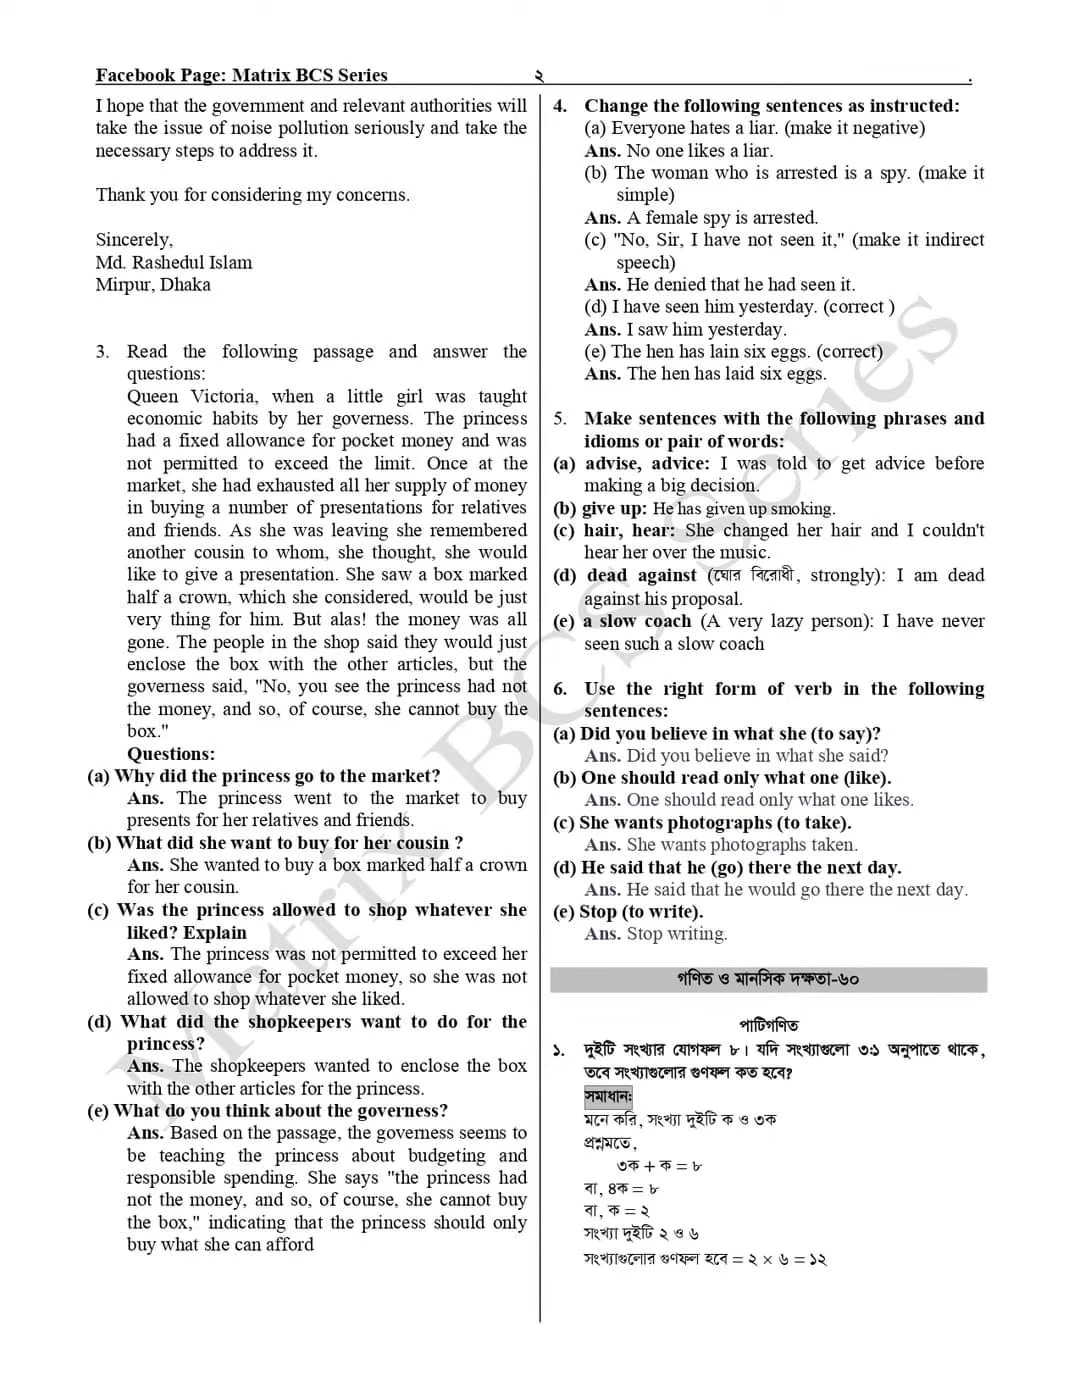 Facebook Page: Matrix BCS Series ২ .
I hope that the government and relevant authorities will
take the issue of noise pollution seriously and take the
necessary steps to address it.
Thank you for considering my concerns.
Sincerely,
Md. Rashedul Islam
Mirpur, Dhaka
3. Read the following passage and answer the
questions:
Queen Victoria, when a little girl was taught
economic habits by her governess. The princess
had a fixed allowance for pocket money and was
not permitted to exceed the limit. Once at the
market, she had exhausted all her supply of money
in buying a number of presentations for relatives
and friends. As she was leaving she remembered
another cousin to whom, she thought, she would
like to give a presentation. She saw a box marked
half a crown, which she considered, would be just
very thing for him. But alas! the money was all
gone. The people in the shop said they would just
enclose the box with the other articles, but the
governess said, "No, you see the princess had not
the money, and so, of course, she cannot buy the
box."
Questions:
(a) Why did the princess go to the market?
Ans. The princess went to the market to buy
presents for her relatives and friends.
(b) What did she want to buy for her cousin ?
Ans. She wanted to buy a box marked half a crown
for her cousin.
(c) Was the princess allowed to shop whatever she
liked? Explain
Ans. The princess was not permitted to exceed her
fixed allowance for pocket money, so she was not
allowed to shop whatever she liked.
(d) What did the shopkeepers want to do for the
princess?
Ans. The shopkeepers wanted to enclose the box
with the other articles for the princess.
(e) What do you think about the governess?
Ans. Based on the passage, the governess seems to
be teaching the princess about budgeting and
responsible spending. She says "the princess had
not the money, and so, of course, she cannot buy
the box," indicating that the princess should only
buy what she can afford
4. Change the following sentences as instructed:
(a) Everyone hates a liar. (make it negative)
Ans. No one likes a liar.
(b) The woman who is arrested is a spy. (make it
simple)
Ans. A female spy is arrested.
(c) "No, Sir, I have not seen it," (make it indirect
speech)
Ans. He denied that he had seen it.
(d) I have seen him yesterday. (correct )
Ans. I saw him yesterday.
(e) The hen has lain six eggs. (correct)
Ans. The hen has laid six eggs.
5. Make sentences with the following phrases and
idioms or pair of words:
(a) advise, advice: I was told to get advice before
making a big decision.
(b) give up: He has given up smoking.
(c) hair, hear: She changed her hair and I couldn't
hear her over the music.
(d) dead against (ঘোর বিরোধী, strongly): I am dead
against his proposal.
(e) a slow coach (A very lazy person): I have never
seen such a slow coach
6. Use the right form of verb in the following
sentences:
(a) Did you believe in what she (to say)?
Ans. Did you believe in what she said?
(b) One should read only what one (like).
Ans. One should read only what one likes.
(c) She wants photographs (to take).
Ans. She wants photographs taken.
(d) He said that he (go) there the next day.
Ans. He said that he would go there the next day.
(e) Stop (to write).
Ans. Stop writing.
গণিত ও মানসিক দক্ষতা-৬০
পাটিগণিত
১. দুইটি সংখ্যার যোগফল ৮। যদি সংখ্যাগুলো ৩ঃ১ অনুপাতে থাকে,
তবে সংখ্যাগুলোর গুণফল কত হবে?
সমাধান:
মনে করি, সংখ্যা দুইটি ক ও ৩ক
প্রশ্নমতে,
৩ক + ক = ৮
বা, ৪ক = ৮
বা, ক = ২
সংখ্যা দুইটি ২ ও ৬
সংখ্যাগুলোর গুণফল হবে = ২ × ৬ = ১২
Matrix BCS Series